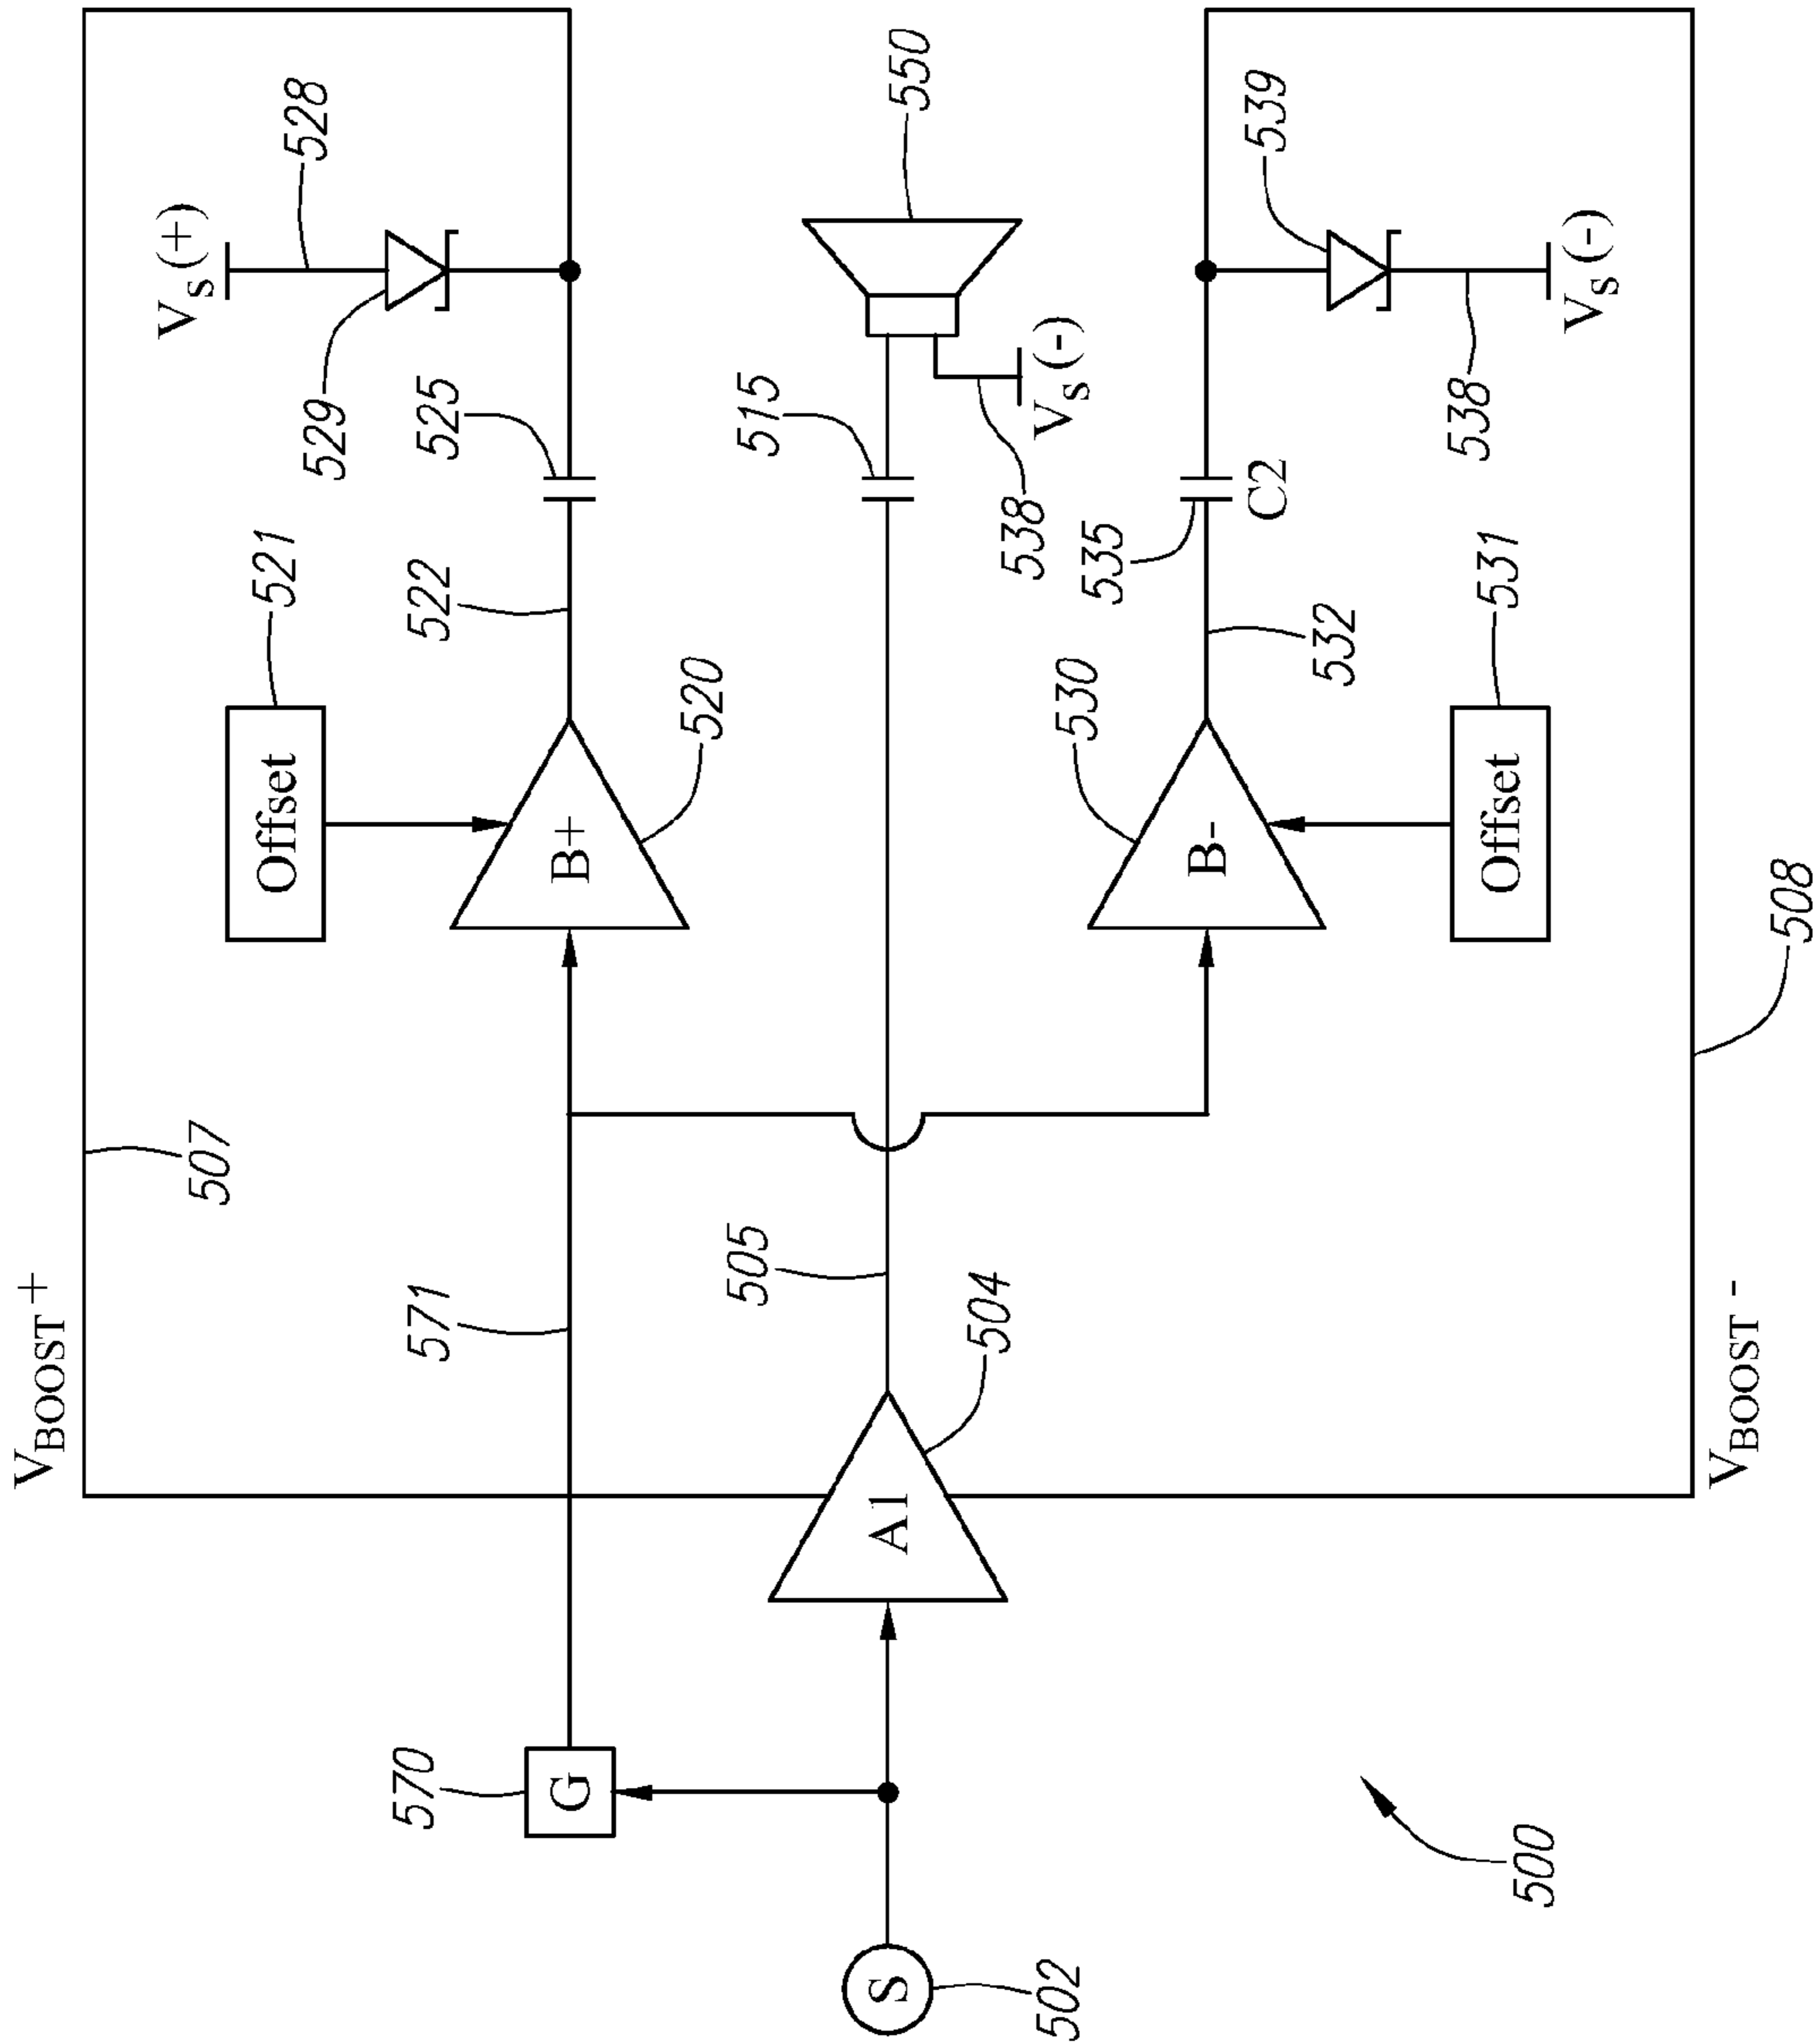 V_BOOST +
507
V_S (+)
528
529
Offset
521
522
525
570
G
571
B+
520
505
515
550
S
502
A1
504
538
V_S (-)
530
535
B-
532
C2
539
Offset
531
538
V_S (-)
508
V_BOOST -
500